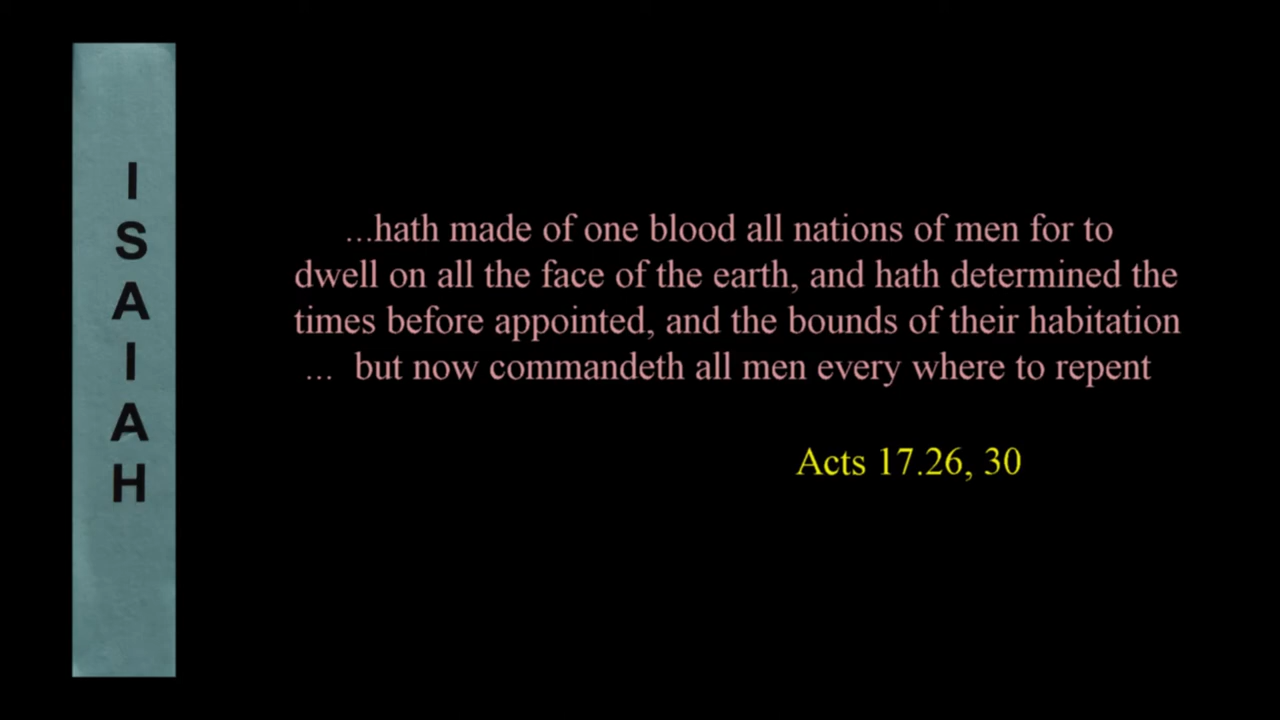 ISAIAH
...hath made of one blood all nations of men for to
dwell on all the face of the earth, and hath determined the
times before appointed, and the bounds of their habitation
... but now commandeth all men every where to repent
Acts 17.26, 30